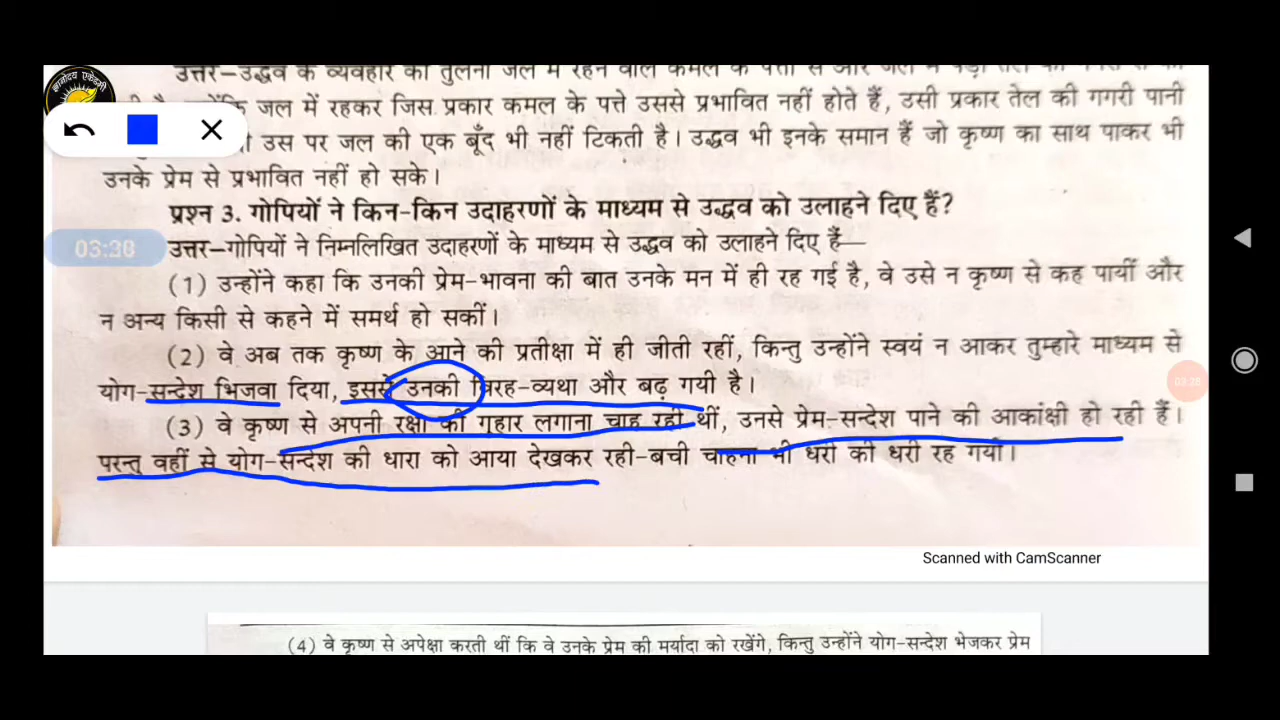 ज्ञानोदय एकेडमी
उत्तर–उद्धव के व्यवहार की तुलना जल में रहने वाले कमल के पत्तों से और जल में
जल में रहकर जिस प्रकार कमल के पत्ते उससे प्रभावित नहीं होते हैं, उसी प्रकार तेल की गगरी पानी
उस पर जल की एक बूँद भी नहीं टिकती है। उद्धव भी इनके समान हैं जो कृष्ण का साथ पाकर भी
उनके प्रेम से प्रभावित नहीं हो सके।
प्रश्न 3. गोपियों ने किन-किन उदाहरणों के माध्यम से उद्धव को उलाहने दिए हैं?
03:28
उत्तर–गोपियों ने निम्नलिखित उदाहरणों के माध्यम से उद्धव को उलाहने दिए हैं—
(1) उन्होंने कहा कि उनकी प्रेम-भावना की बात उनके मन में ही रह गई है, वे उसे न कृष्ण से कह पायीं और
न अन्य किसी से कहने में समर्थ हो सकीं।
(2) वे अब तक कृष्ण के आने की प्रतीक्षा में ही जीती रहीं, किन्तु उन्होंने स्वयं न आकर तुम्हारे माध्यम से
योग-सन्देश भिजवा दिया, इससे उनकी विरह-व्यथा और बढ़ गयी है।
03:28
(3) वे कृष्ण से अपनी रक्षा की गुहार लगाना चाह रही थीं, उनसे प्रेम-सन्देश पाने की आकांक्षी हो रही हैं।
परन्तु वहीं से योग-सन्देश की धारा को आया देखकर रही-बची चाहना भी धरी की धरी रह गयी।
Scanned with CamScanner
(4) वे कृष्ण से अपेक्षा करती थीं कि वे उनके प्रेम की मर्यादा को रखेंगे, किन्तु उन्होंने योग-सन्देश भेजकर प्रेम